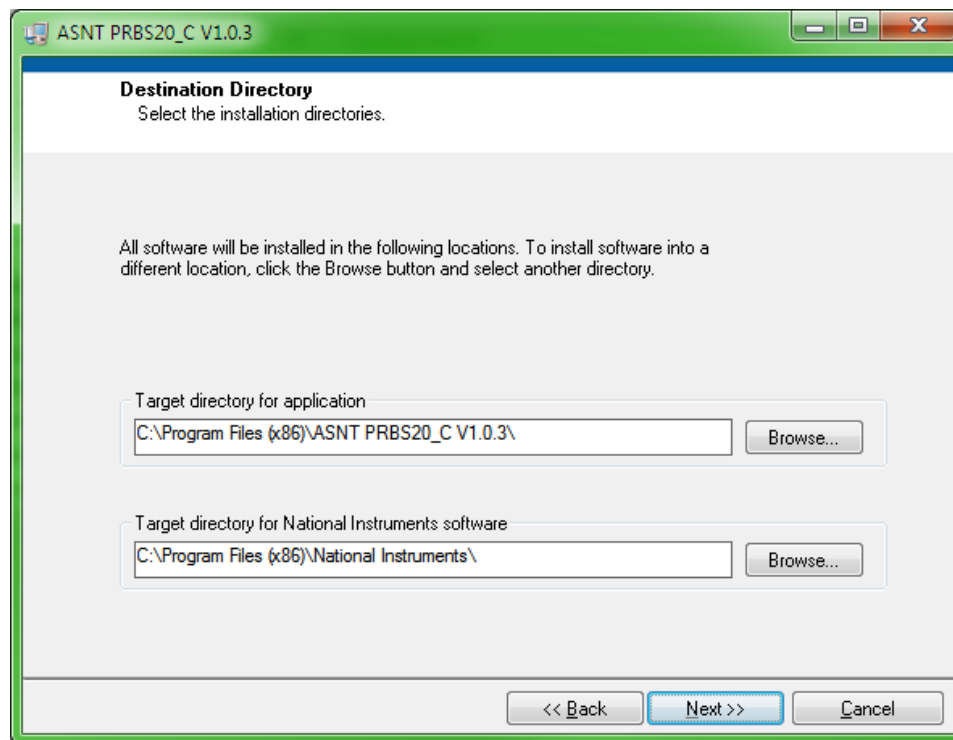 ASNT PRBS20_C V1.0.3
Destination Directory
Select the installation directories.
All software will be installed in the following locations. To install software into a
different location, click the Browse button and select another directory.
Target directory for application
C:\Program Files (x86)\ASNT PRBS20_C V1.0.3\
Browse...
Target directory for National Instruments software
C:\Program Files (x86)\National Instruments\
Browse...
<< Back
Next >>
Cancel